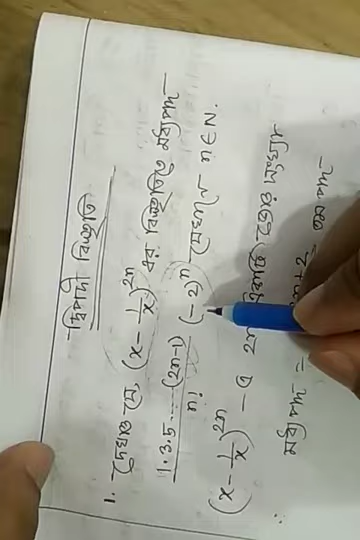 দ্বিপদী বিস্তৃতি
1. দেখাও যে, (x - 1/x)^2n এর বিস্তৃতিতে মধ্যপদ
1.3.5.....(2n-1)/n! (-2)^n যেখানে n∈N.
(x - 1/x)^2n - এ 2n
∴ মধ্যপদ = তম পদ